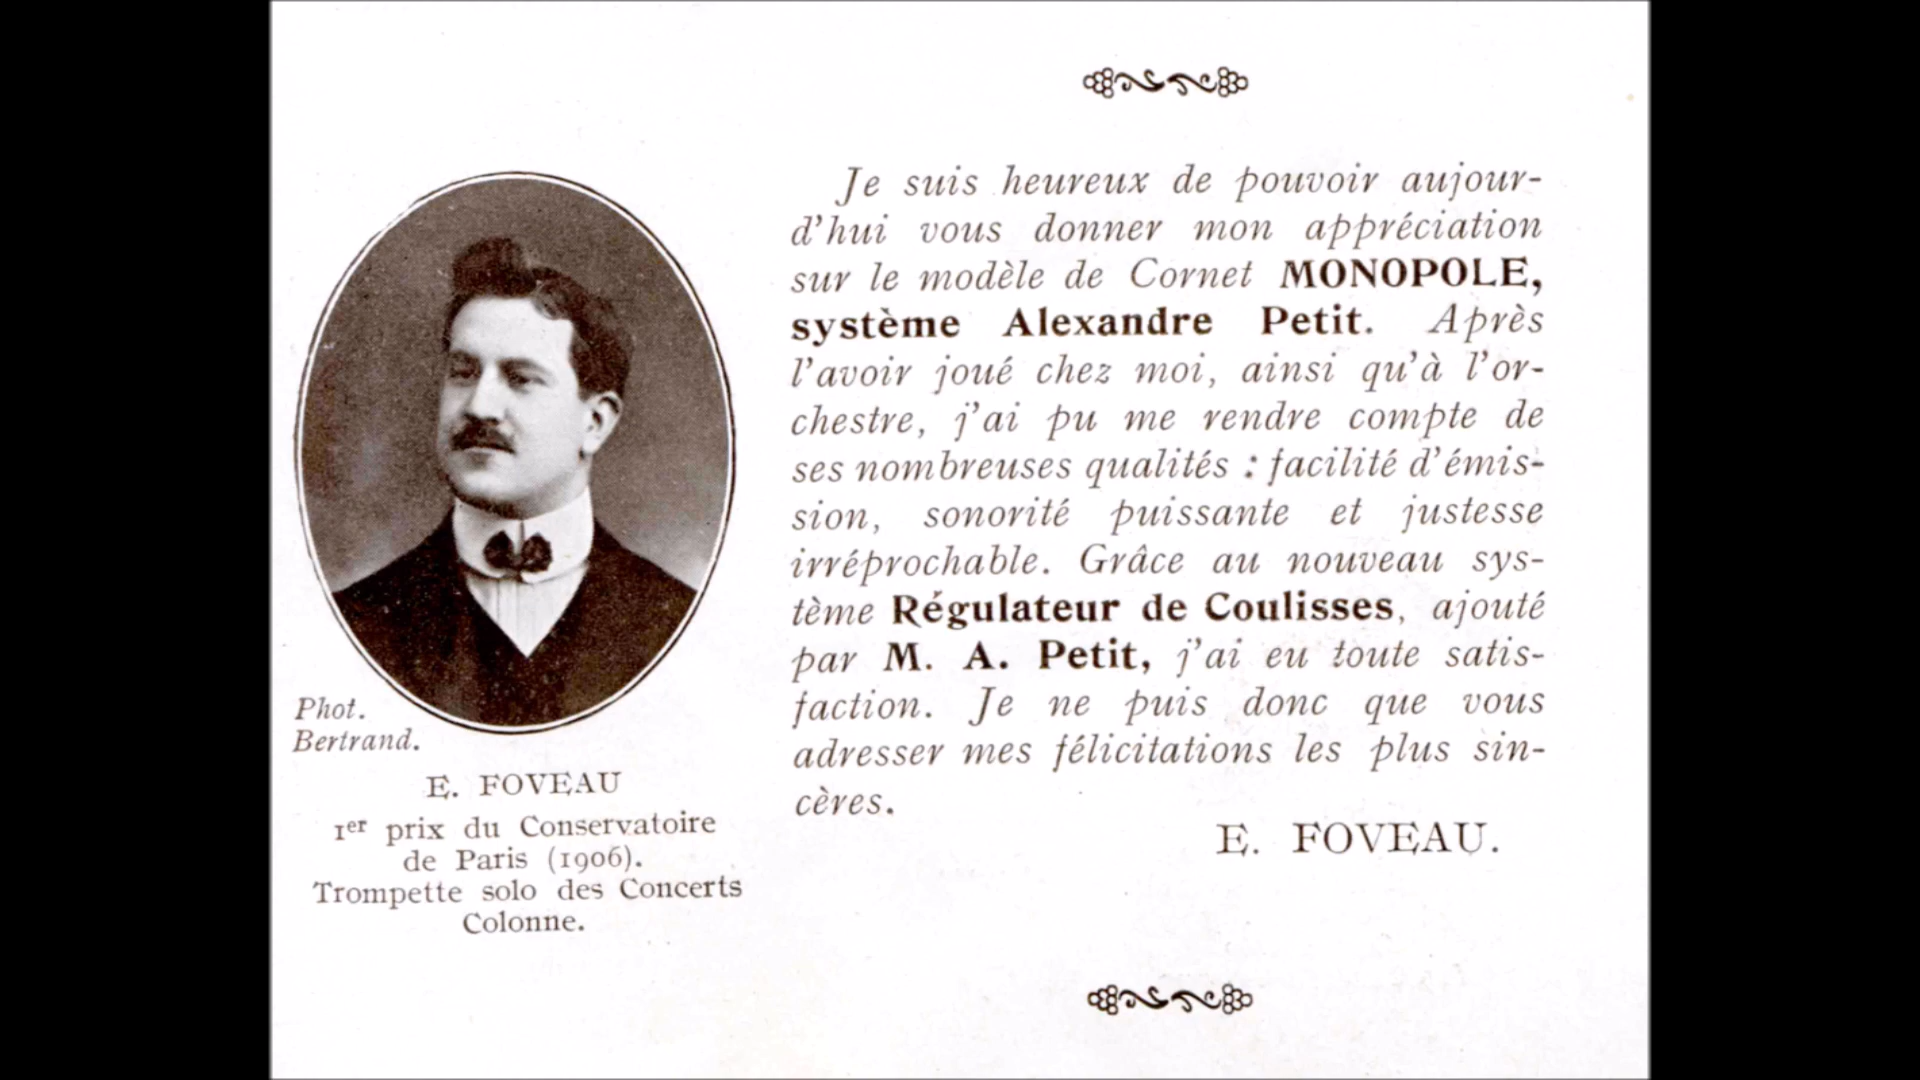 Je suis heureux de pouvoir aujour-
d'hui vous donner mon appréciation
sur le modèle de Cornet MONOPOLE,
système Alexandre Petit. Après
l'avoir joué chez moi, ainsi qu'à l'or-
chestre, j'ai pu me rendre compte de
ses nombreuses qualités : facilité d'émis-
sion, sonorité puissante et justesse
irréprochable. Grâce au nouveau sys-
tème Régulateur de Coulisses, ajouté
par M. A. Petit, j'ai eu toute satis-
faction. Je ne puis donc que vous
adresser mes félicitations les plus sin-
cères.
E. FOVEAU.
Phot.
Bertrand.
E. FOVEAU
1er prix du Conservatoire
de Paris (1906).
Trompette solo des Concerts
Colonne.